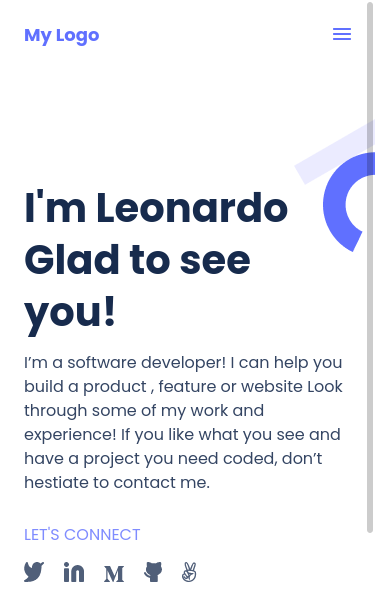 My Logo
I'm Leonardo
Glad to see
you!
I’m a software developer! I can help you
build a product , feature or website Look
through some of my work and
experience! If you like what you see and
have a project you need coded, don’t
hestiate to contact me.
LET'S CONNECT